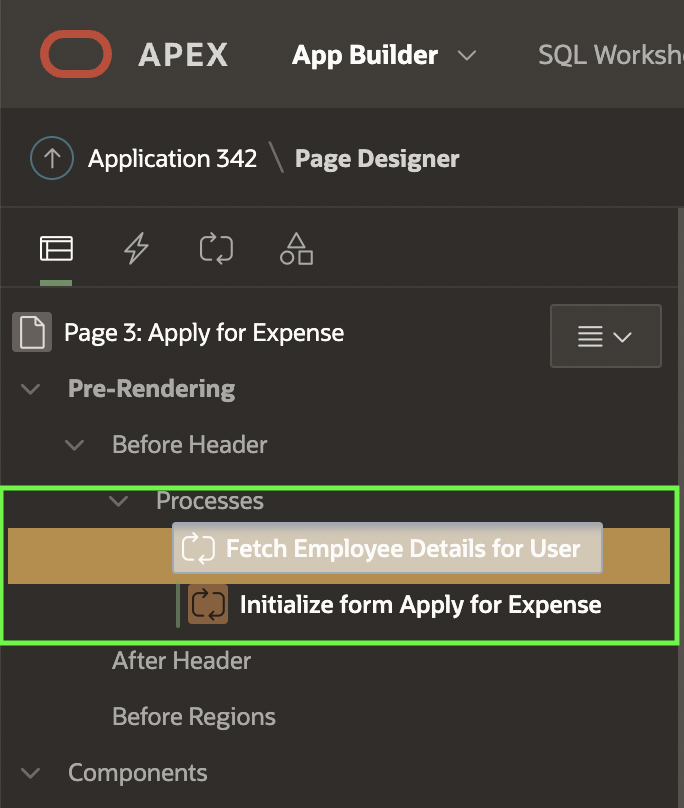 APEX App Builder SQL Worksh
Application 342 \ Page Designer
Page 3: Apply for Expense
Pre-Rendering
Before Header
Processes
Fetch Employee Details for User
Initialize form Apply for Expense
After Header
Before Regions
Components